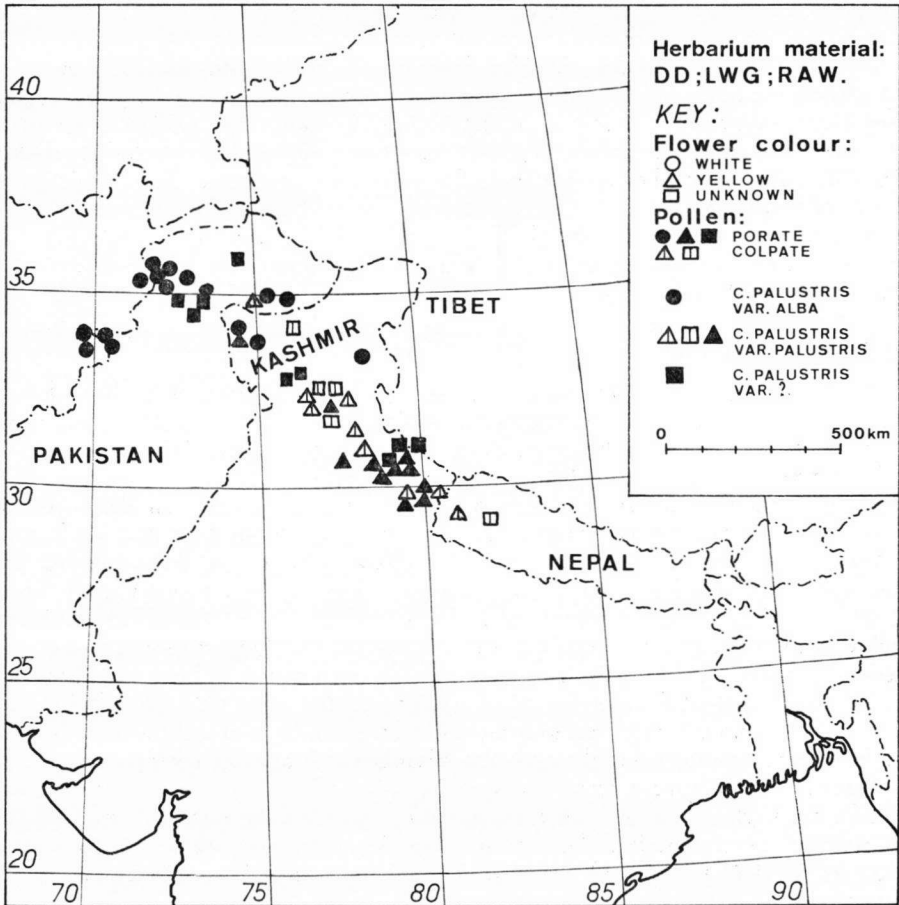 Herbarium material:
DD;LWG;RAW.
KEY:
Flower colour:
WHITE
YELLOW
UNKNOWN
Pollen:
PORATE
COLPATE
C. PALUSTRIS
VAR. ALBA
C. PALUSTRIS
VAR. PALUSTRIS
C. PALUSTRIS
VAR. ?
0 500km
40
35
TIBET
KASHMIR
PAKISTAN
30
NEPAL
25
20
70 75 80 85 90